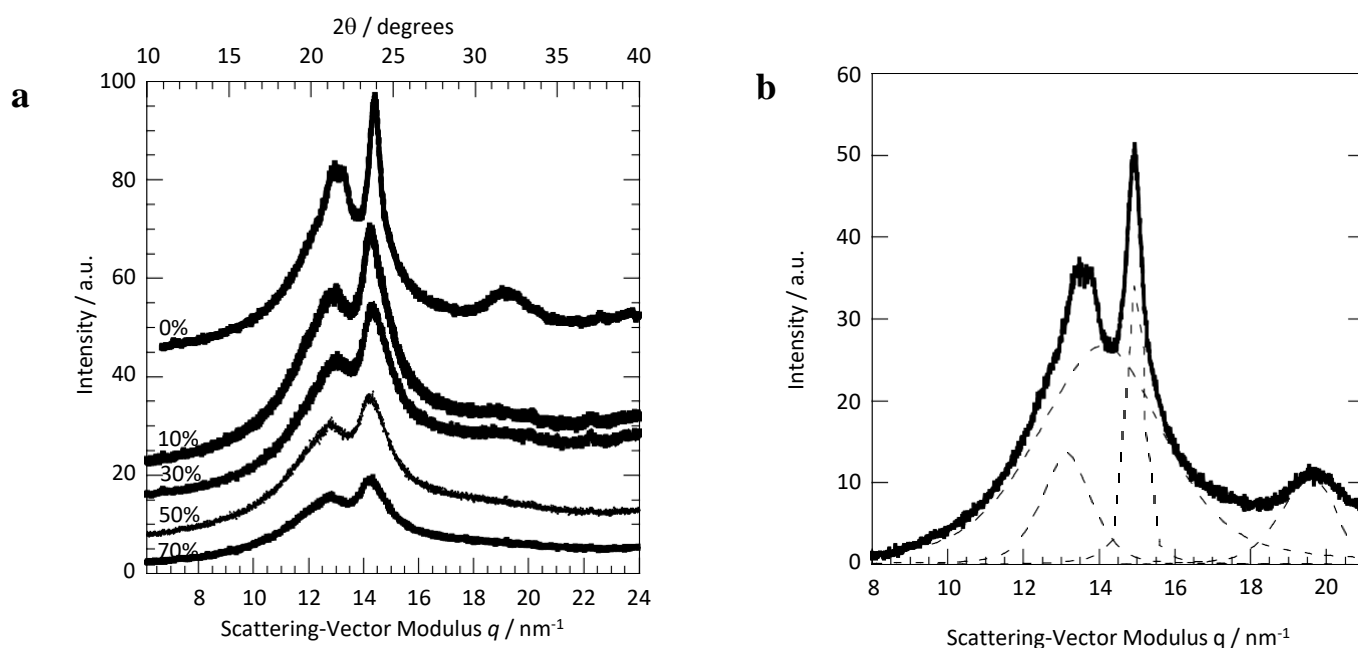 a
2θ / degrees
10 15 20 25 30 35 40
100
80
60
40
20
0
Intensity / a.u.
0%
10%
30%
50%
70%
8 10 12 14 16 18 20 22 24
Scattering-Vector Modulus q / nm-1
b
60
50
40
30
20
10
0
Intensity / a.u.
8 10 12 14 16 18 20
Scattering-Vector Modulus q / nm-1